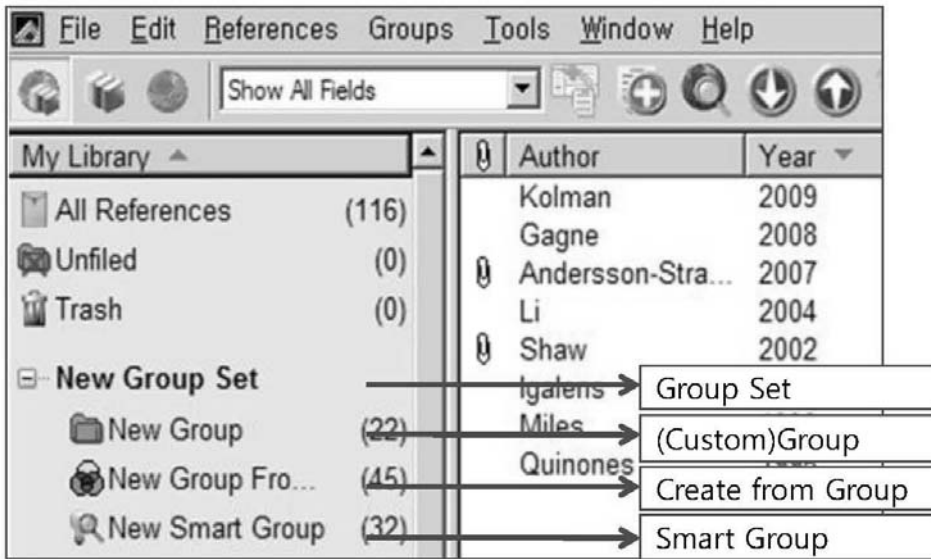 File Edit References Groups Tools Window Help
Show All Fields
My Library
All References (116)
Unfiled (0)
Trash (0)
New Group Set
New Group (22)
New Group Fro... (45)
New Smart Group (32)
Author Year
Kolman 2009
Gagne 2008
Andersson-Stra... 2007
Li 2004
Shaw 2002
Igalens
Miles
Quinones
Group Set
(Custom)Group
Create from Group
Smart Group